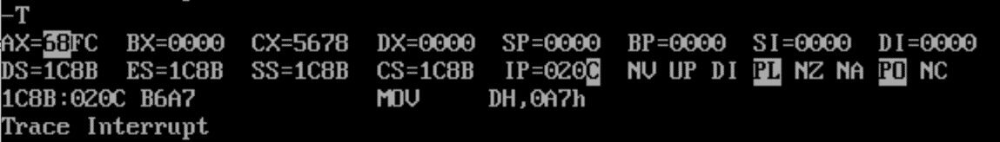 -T
AX=68FC  BX=0000  CX=5678  DX=0000  SP=0000  BP=0000  SI=0000  DI=0000
DS=1C8B  ES=1C8B  SS=1C8B  CS=1C8B  IP=020C  NV UP DI PL NZ NA PO NC
1C8B:020C B6A7              MOV     DH,0A7h
Trace Interrupt